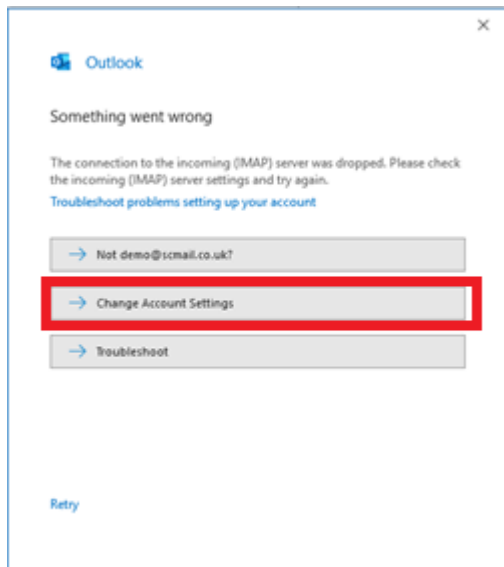 Outlook
Something went wrong
The connection to the incoming (IMAP) server was dropped. Please check
the incoming (IMAP) server settings and try again.
Troubleshoot problems setting up your account
Not demo@scmail.co.uk?
Change Account Settings
Troubleshoot
Retry